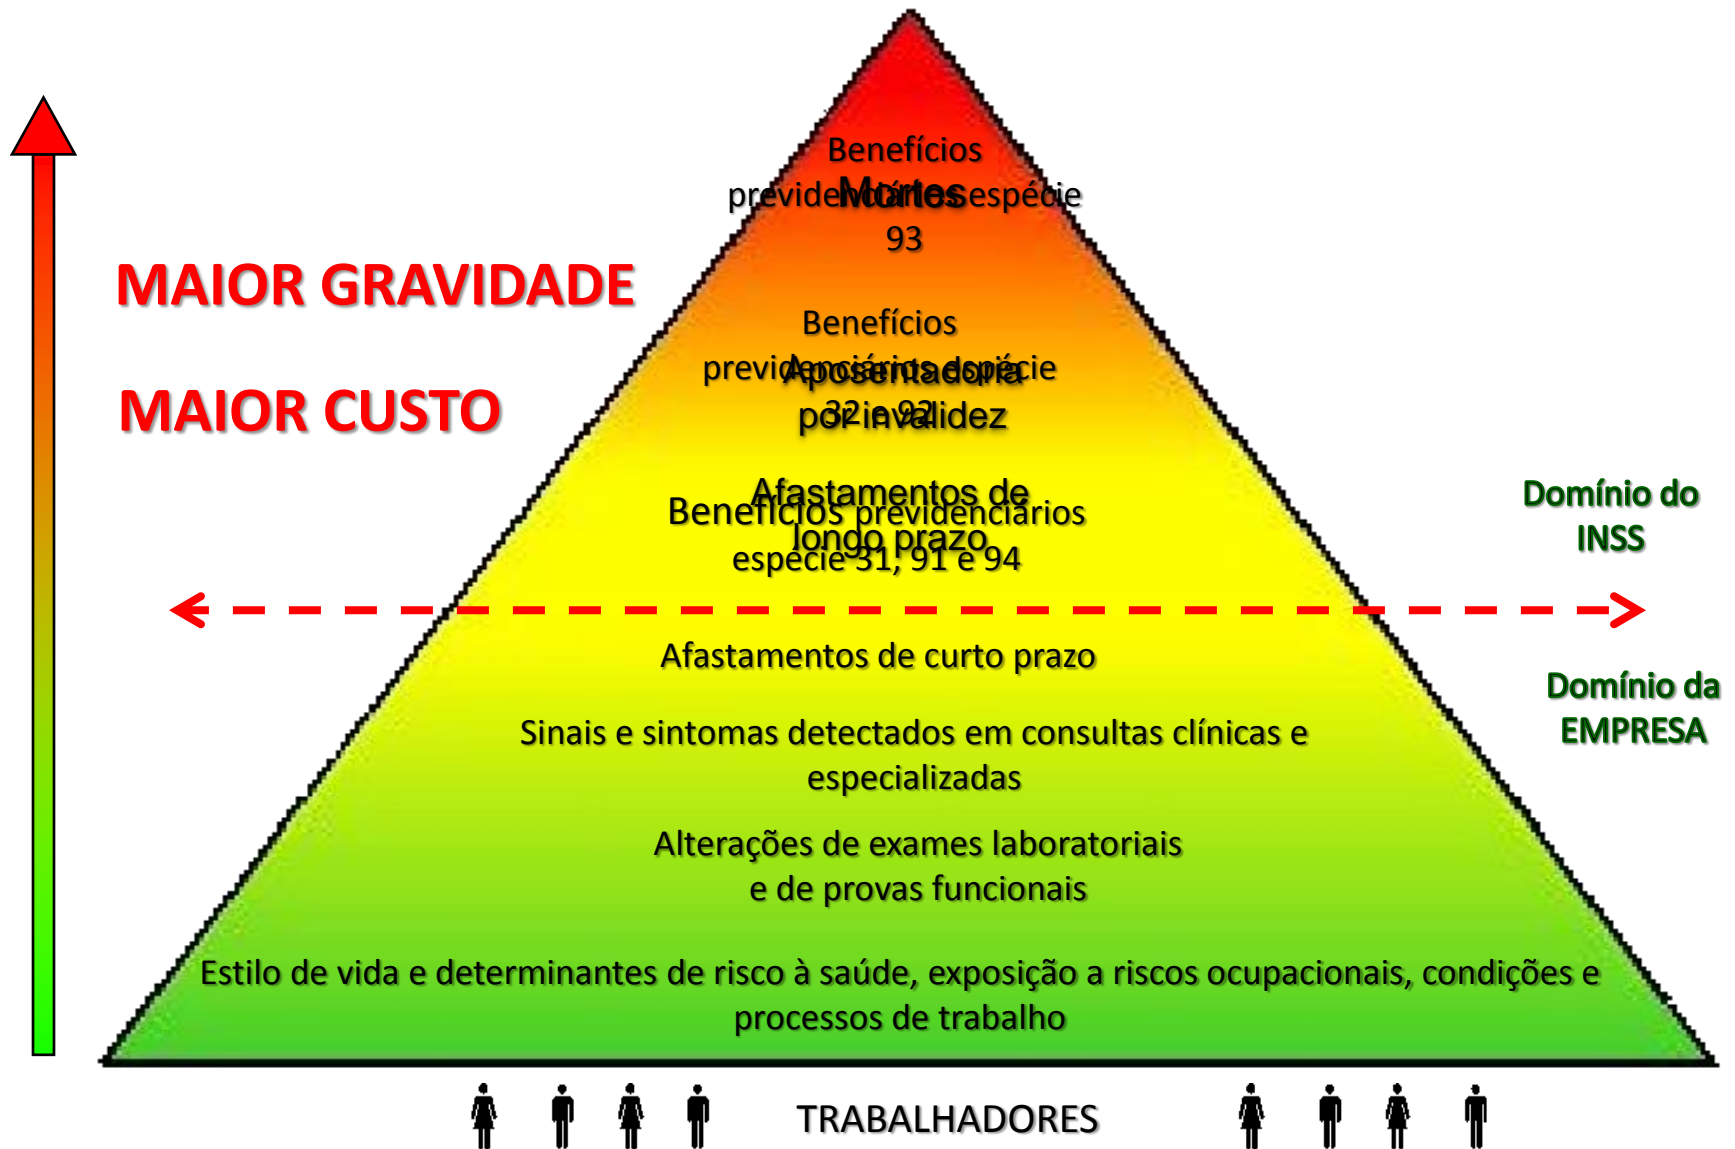 Benefícios
previdenciários espécie
93
Mortes
MAIOR GRAVIDADE
Benefícios
previdenciários espécie
32 e 92
Aposentadoria
por invalidez
MAIOR CUSTO
Afastamentos de
longo prazo
Benefícios previdenciários
espécie 31, 91 e 94
Domínio do
INSS
Afastamentos de curto prazo
Domínio da
EMPRESA
Sinais e sintomas detectados em consultas clínicas e
especializadas
Alterações de exames laboratoriais
e de provas funcionais
Estilo de vida e determinantes de risco à saúde, exposição a riscos ocupacionais, condições e
processos de trabalho
TRABALHADORES